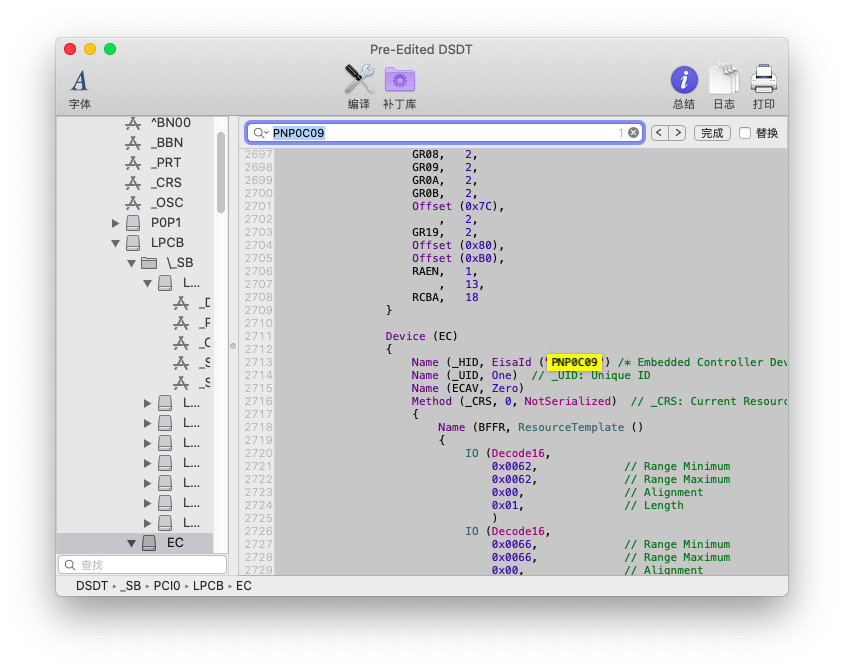 Pre-Edited DSDT
字体
编译
补丁库
总结
日志
打印
^BN00
_BBN
_PRT
_CRS
_OSC
P0P1
LPCB
\_SB
L...
L...
L...
L...
L...
L...
L...
L...
EC
查找
PNP0C09
1
完成
替换
2697 GR08, 2,
2698 GR09, 2,
2699 GR0A, 2,
2700 GR0B, 2,
2701 Offset (0x7C),
2702 , 2,
2703 GR19, 2,
2704 Offset (0x80),
2705 Offset (0xB0),
2706 RAEN, 1,
2707 , 13,
2708 RCBA, 18
2709 }
2710
2711 Device (EC)
2712 {
2713 Name (_HID, EisaId ("PNP0C09") /* Embedded Controller Dev
2714 Name (_UID, One) // _UID: Unique ID
2715 Name (ECAV, Zero)
2716 Method (_CRS, 0, NotSerialized) // _CRS: Current Resourc
2717 {
2718 Name (BFFR, ResourceTemplate ()
2719 {
2720 IO (Decode16,
2721 0x0062, // Range Minimum
2722 0x0062, // Range Maximum
2723 0x00, // Alignment
2724 0x01, // Length
2725 )
2726 IO (Decode16,
2727 0x0066, // Range Minimum
2728 0x0066, // Range Maximum
2729 0x00, // Alignment
DSDT ▸ _SB ▸ PCI0 ▸ LPCB ▸ EC